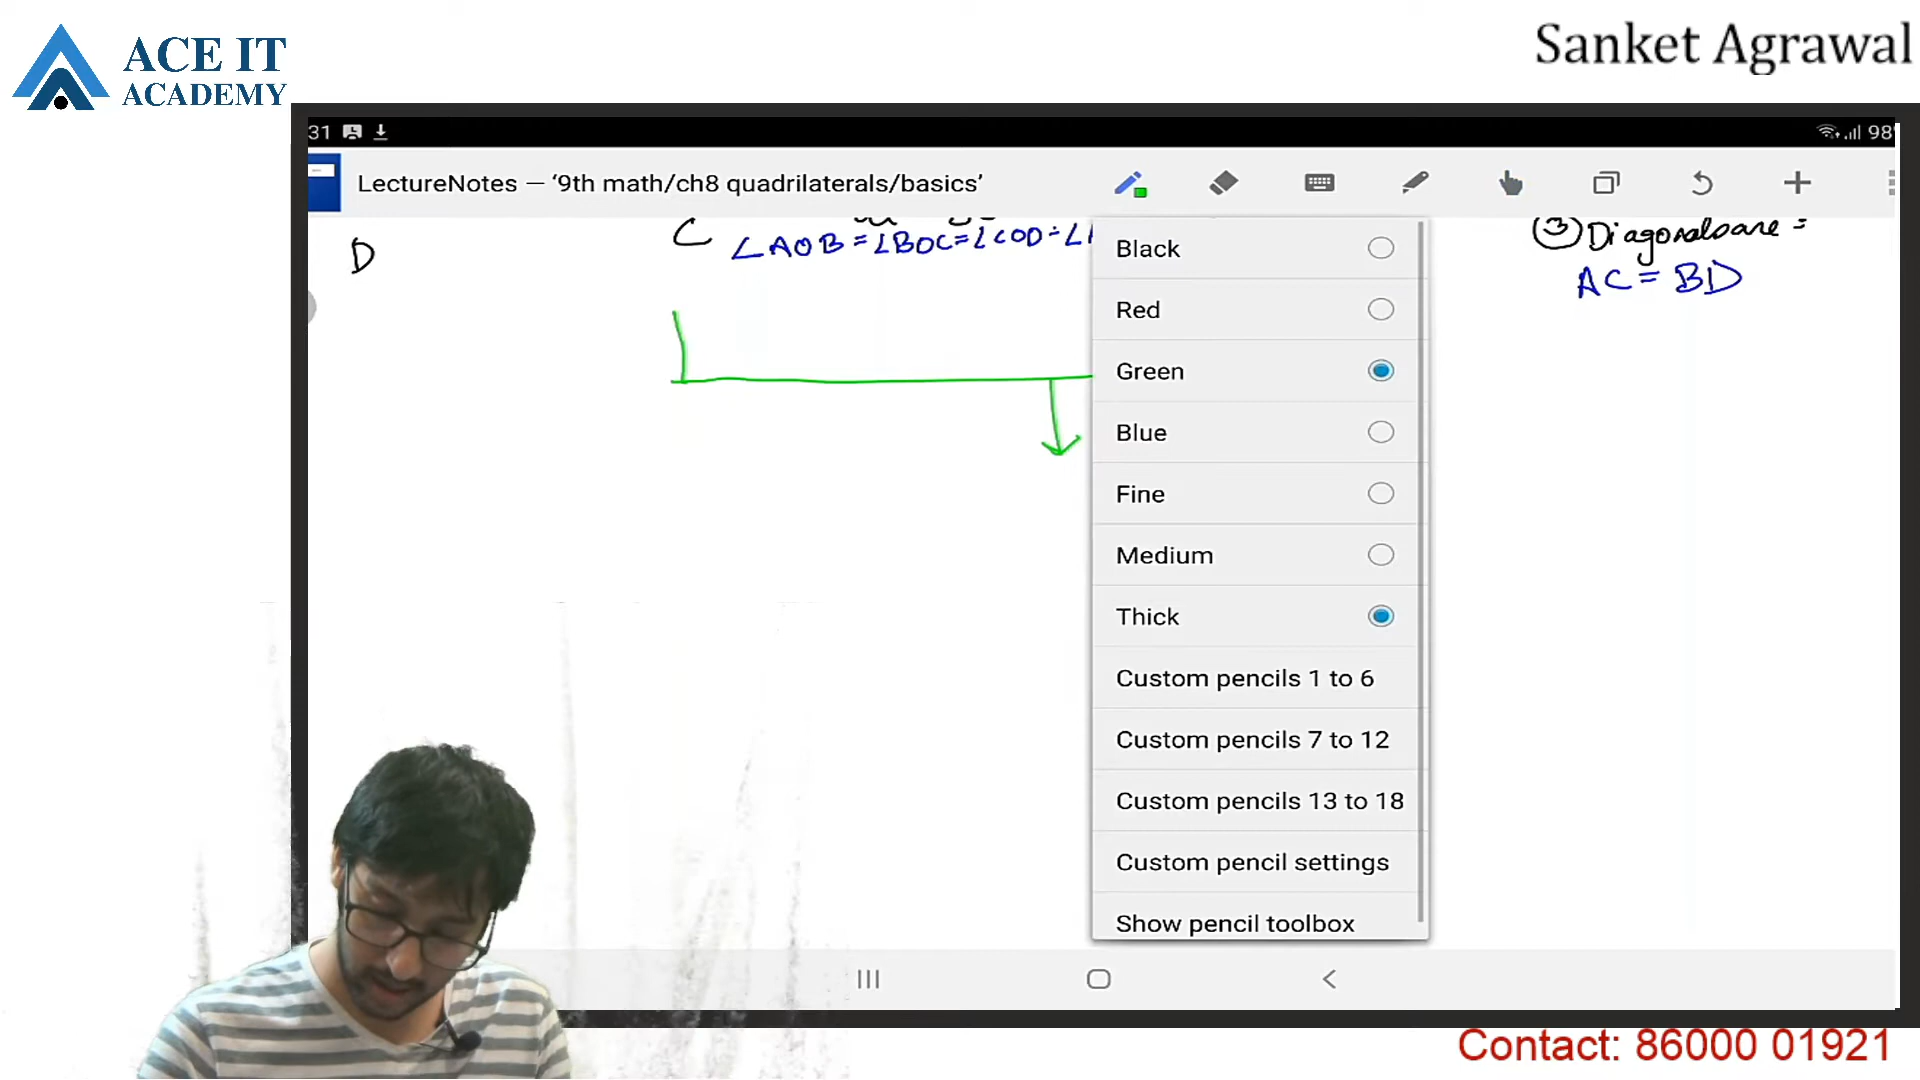 ACE IT
ACADEMY
Sanket Agrawal
31
98
LectureNotes — ‘9th math/ch8 quadrilaterals/basics’
D
C
∠AOB = ∠BOC = ∠COD = ∠
③ Diagonals are =
AC = BD
Black
Red
Green
Blue
Fine
Medium
Thick
Custom pencils 1 to 6
Custom pencils 7 to 12
Custom pencils 13 to 18
Custom pencil settings
Show pencil toolbox
Contact: 86000 01921